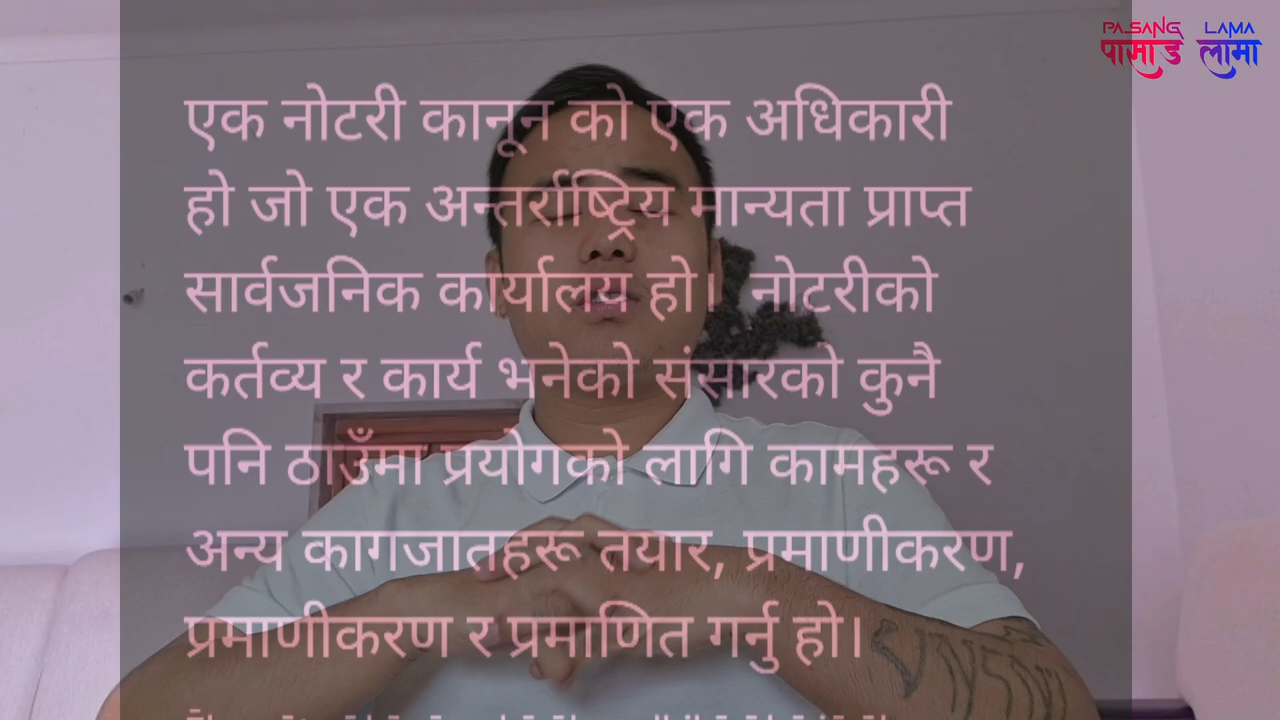 PASANG LAMA
पासाङ लामा
एक नोटरी कानून को एक अधिकारी
हो जो एक अन्तर्राष्ट्रिय मान्यता प्राप्त
सार्वजनिक कार्यालय हो। नोटरीको
कर्तव्य र कार्य भनेको संसारको कुनै
पनि ठाउँमा प्रयोगको लागि कामहरू र
अन्य कागजातहरू तयार, प्रमाणीकरण,
प्रमाणीकरण र प्रमाणित गर्नु हो।